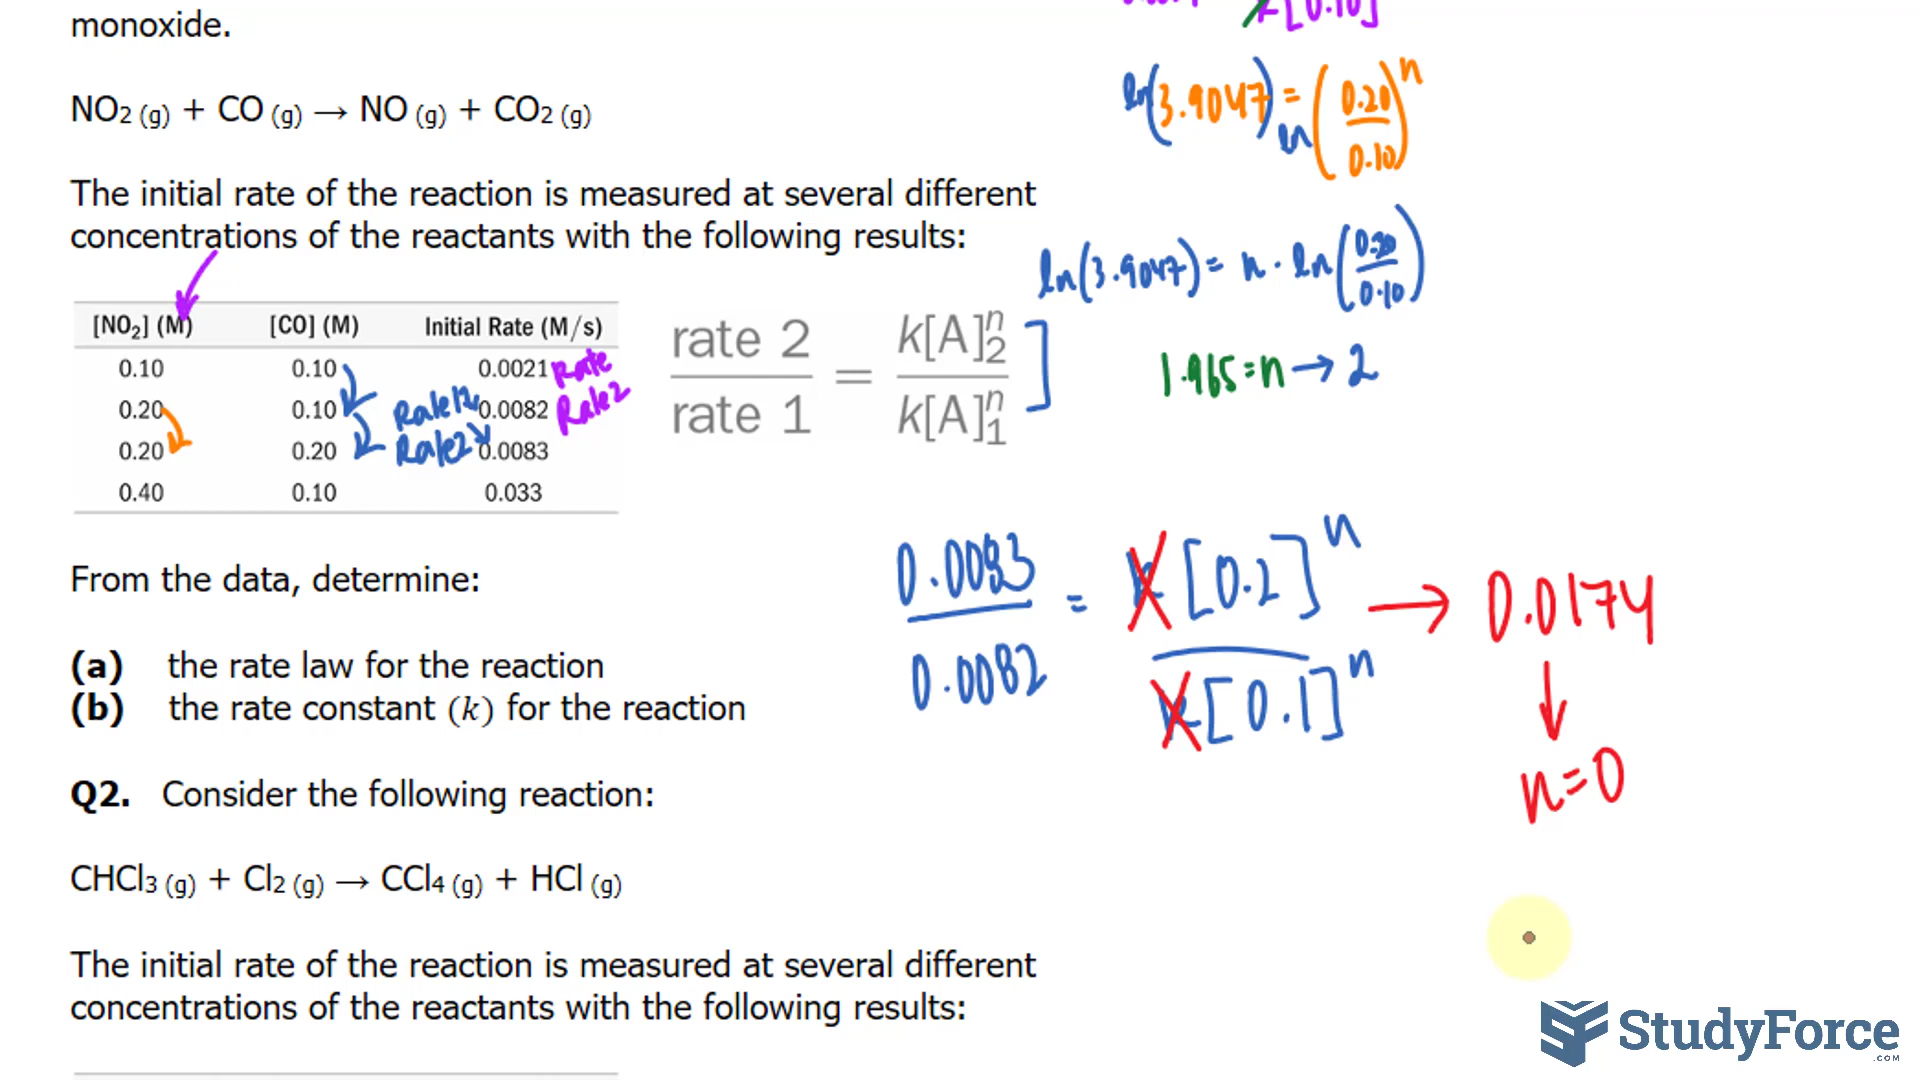 monoxide.
NO2 (g) + CO (g) → NO (g) + CO2 (g)
The initial rate of the reaction is measured at several different
concentrations of the reactants with the following results:
[NO₂] (M) [CO] (M) Initial Rate (M/s)
0.10 0.10 0.0021 Rate
0.20 0.10 Rate 1 0.0082 Rate2
0.20 0.20 Rate2 0.0083
0.40 0.10 0.033
rate 2 / rate 1 = k[A]₂ⁿ / k[A]₁ⁿ ]
k[0.10]
ln(3.9047) = ln(0.20/0.10)ⁿ
ln(3.9047) = n · ln(0.20/0.10)
1.965 = n → 2
0.0083 / 0.0082 = k[0.2]ⁿ / k[0.1]ⁿ → 0.0174
n=0
From the data, determine:
(a) the rate law for the reaction
(b) the rate constant (k) for the reaction
Q2. Consider the following reaction:
CHCl3 (g) + Cl2 (g) → CCl4 (g) + HCl (g)
The initial rate of the reaction is measured at several different
concentrations of the reactants with the following results:
StudyForce
.COM